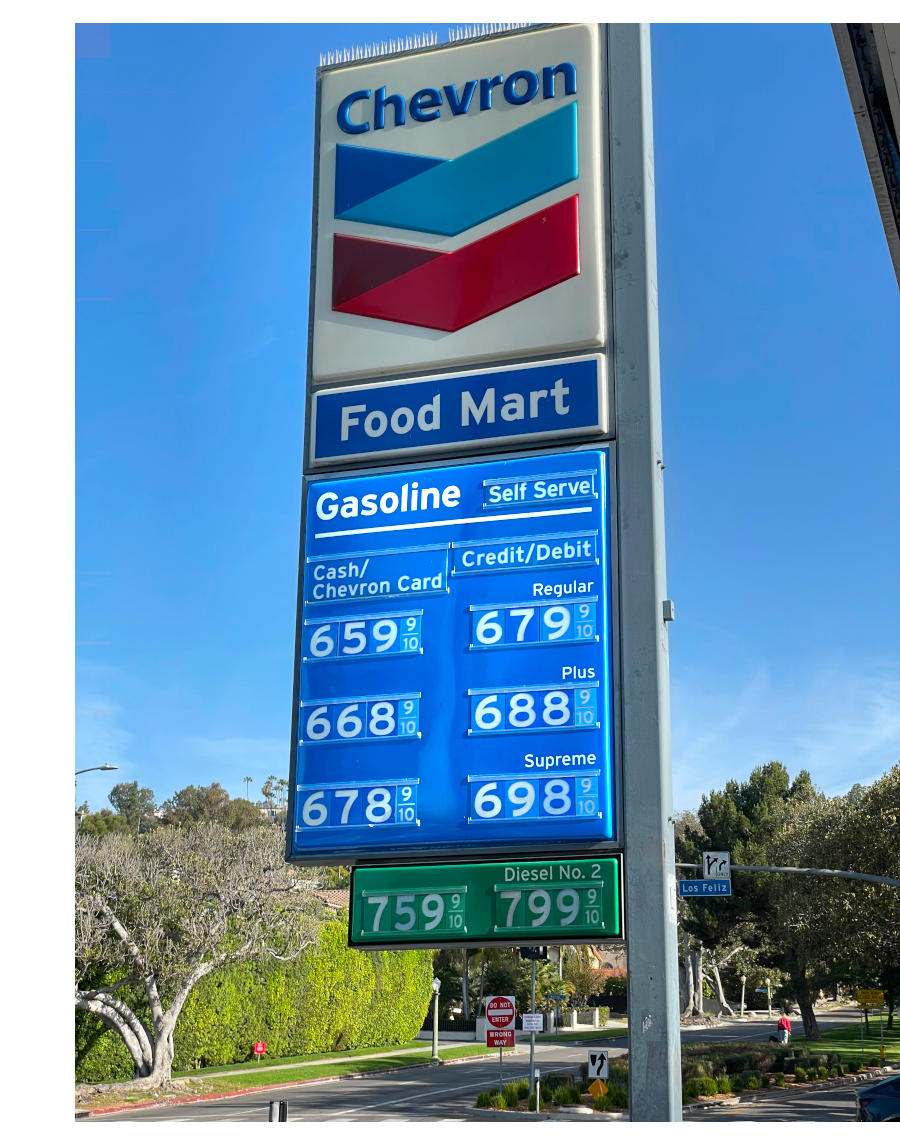 Chevron
Food Mart
Gasoline Self Serve
Cash/
Chevron Card
Credit/Debit
Regular
659 9/10 679 9/10
Plus
668 9/10 688 9/10
Supreme
678 9/10 698 9/10
Diesel No. 2
759 9/10 799 9/10
ONLY
Los Feliz
DO NOT
ENTER
WRONG
WAY